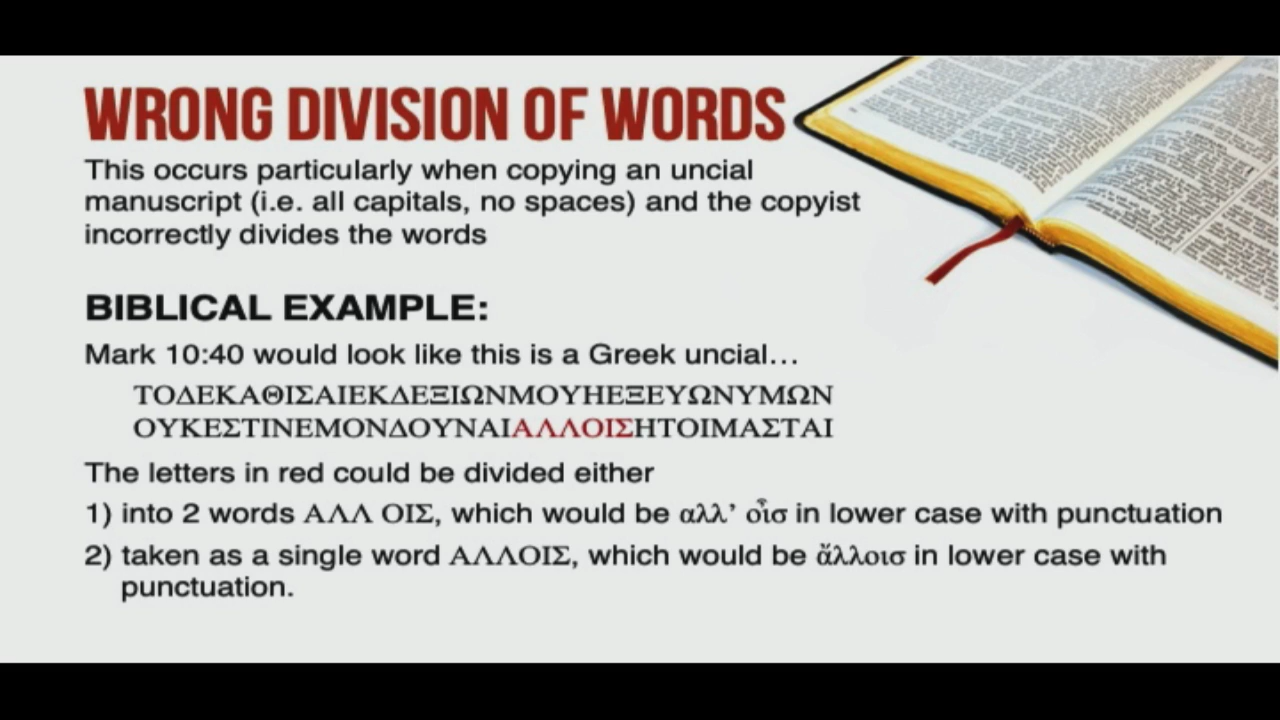 WRONG DIVISION OF WORDS
This occurs particularly when copying an uncial
manuscript (i.e. all capitals, no spaces) and the copyist
incorrectly divides the words
BIBLICAL EXAMPLE:
Mark 10:40 would look like this is a Greek uncial…
ΤΟΔΕΚΑΘΙΣΑΙΕΚΔΕΞΙΩΝΜΟΥΗΕΞΕΥΩΝΥΜΩΝ
ΟΥΚΕΣΤΙΝΕΜΟΝΔΟΥΝΑΙΑΛΛΟΙΣΗΤΟΙΜΑΣΤΑΙ
The letters in red could be divided either
1) into 2 words ΑΛΛ ΟΙΣ, which would be αλλ’ οἷσ in lower case with punctuation
2) taken as a single word ΑΛΛΟΙΣ, which would be ἄλλοισ in lower case with
punctuation.